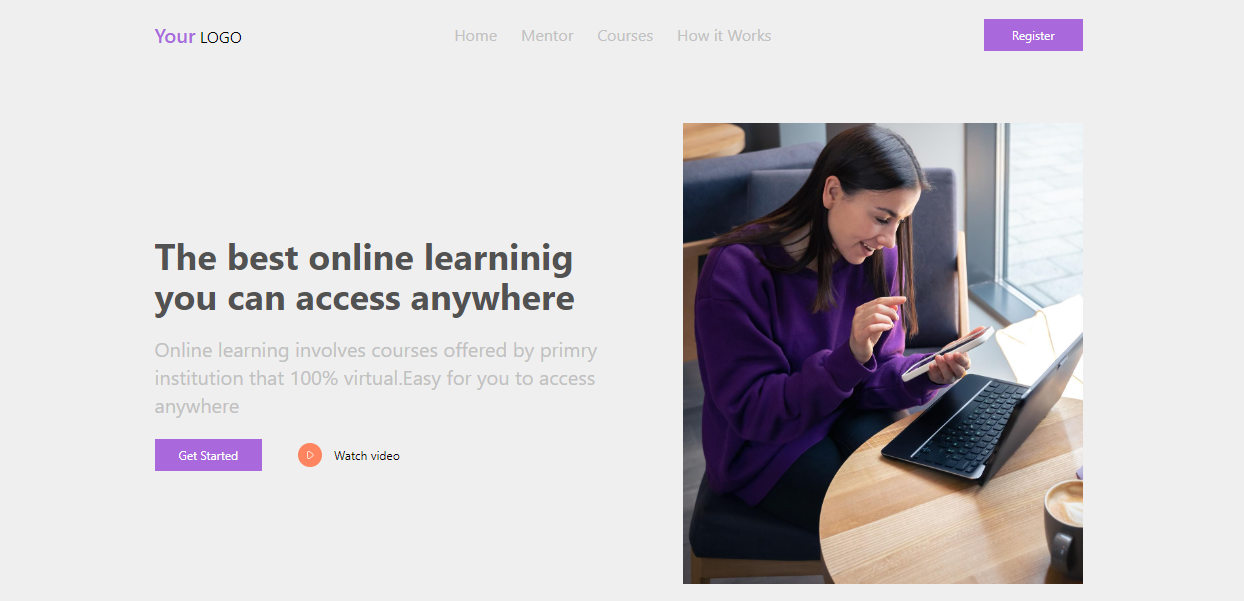 Your LOGO
Home
Mentor
Courses
How it Works
Register
The best online learninig
you can access anywhere
Online learning involves courses offered by primry
institution that 100% virtual.Easy for you to access
anywhere
Get Started
Watch video